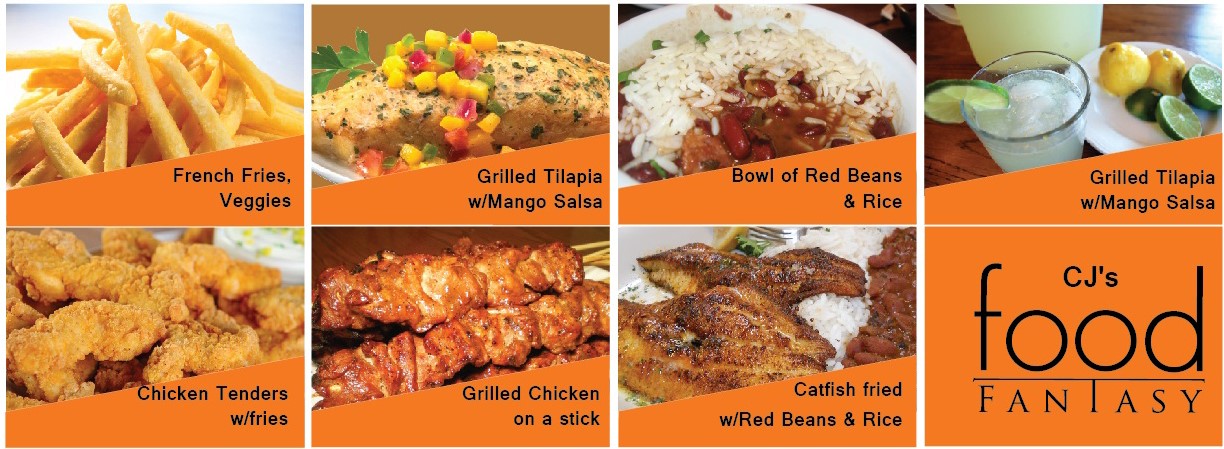 French Fries,
Veggies
Grilled Tilapia
w/Mango Salsa
Bowl of Red Beans
& Rice
Grilled Tilapia
w/Mango Salsa
Chicken Tenders
w/fries
Grilled Chicken
on a stick
Catfish fried
w/Red Beans & Rice
CJ's
food
FANTASY